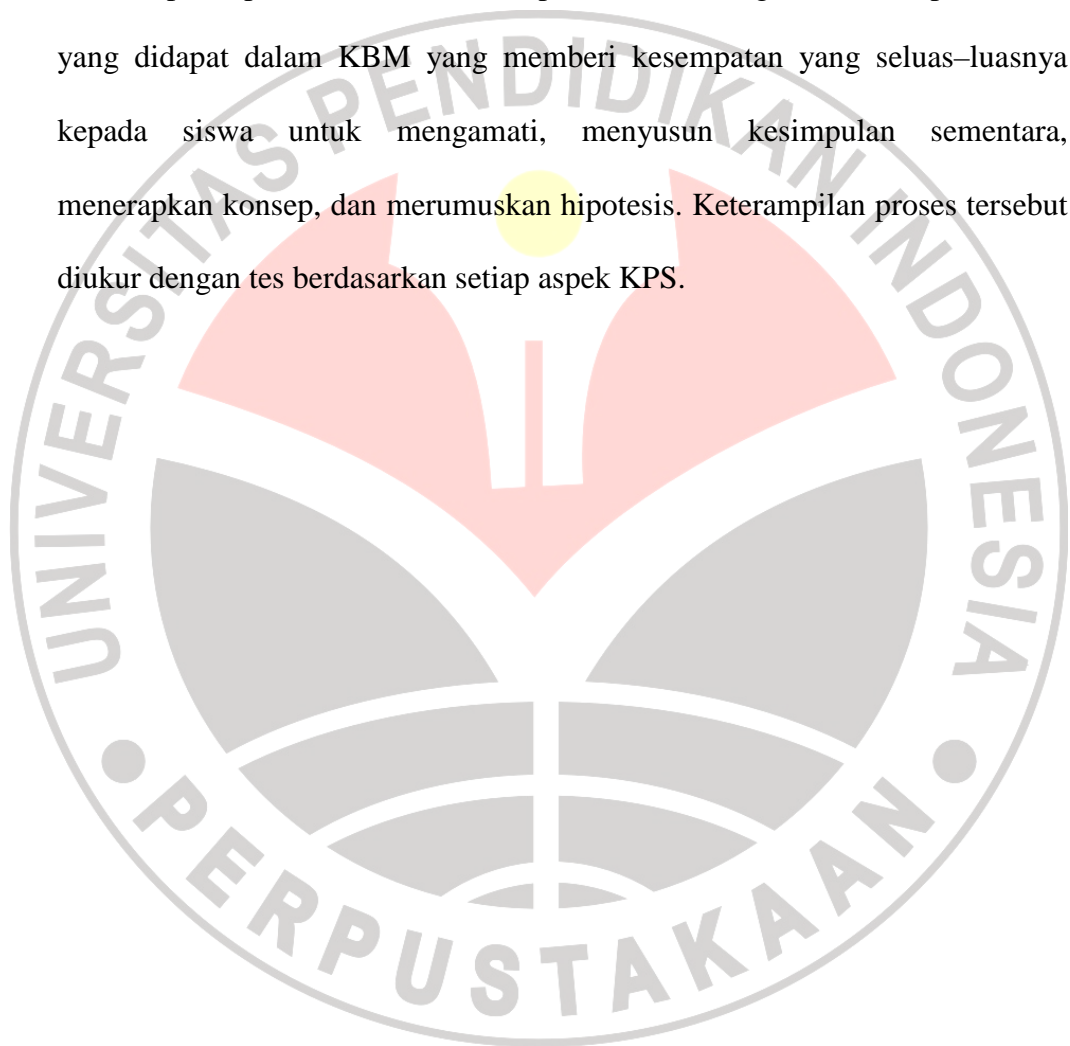 yang didapat dalam KBM yang memberi kesempatan yang seluas–luasnya
kepada siswa untuk mengamati, menyusun kesimpulan sementara,
menerapkan konsep, dan merumuskan hipotesis. Keterampilan proses tersebut
diukur dengan tes berdasarkan setiap aspek KPS.
UNIVERSITAS PENDIDIKAN INDONESIA
PERPUSTAKAAN